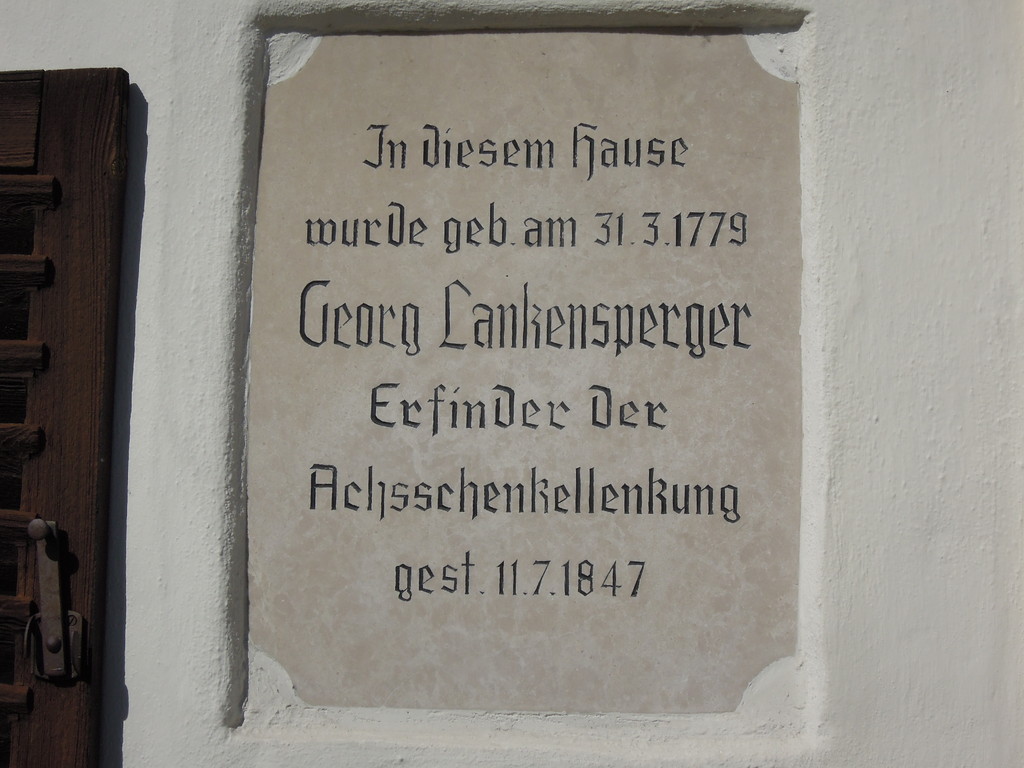 In diesem Hause
wurde geb. am 31.3.1779
Georg Lankensperger
Erfinder der
Achsschenkellenkung
gest. 11.7.1847